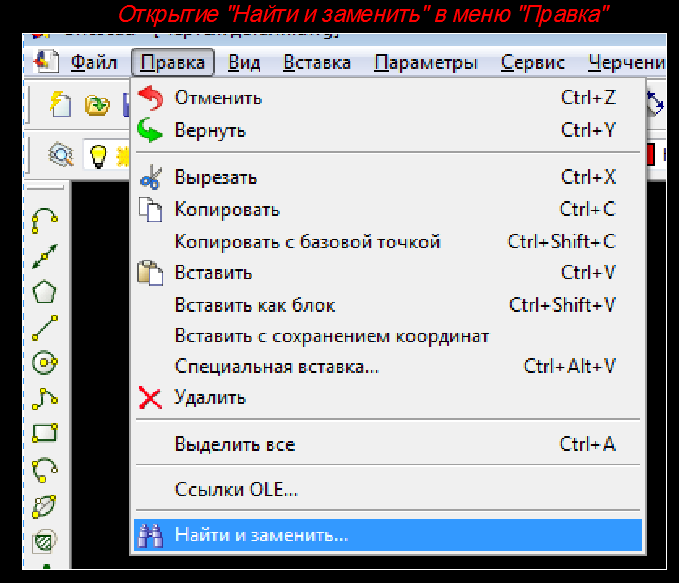 Открытие "Найти и заменить" в меню "Правка"
Файл Правка Вид Вставка Параметры Сервис
Отменить Ctrl+Z
Вернуть Ctrl+Y
Вырезать Ctrl+X
Копировать Ctrl+C
Копировать с базовой точкой Ctrl+Shift+C
Вставить Ctrl+V
Вставить как блок Ctrl+Shift+V
Вставить с сохранением координат
Специальная вставка... Ctrl+Alt+V
Удалить
Выделить все Ctrl+A
Ссылки OLE...
Найти и заменить...